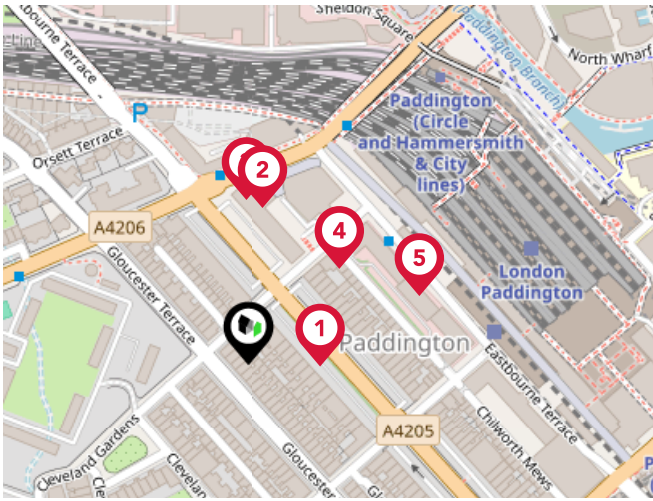 Sheldon Square
Paddington Branch)
North Wharf
P
Orsett Terrace
Paddington
(Circle
and Hammersmith
& City
lines)
2
A4206
4
5
London
Paddington
Gloucester Terrace
1
Paddington
Eastbourne Terrace
A4205
Chilworth Mews
Cleveland Gardens
Gloucester
P